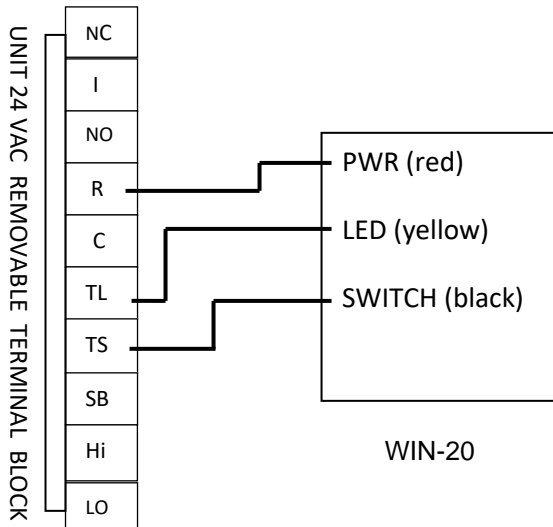 UNIT 24 VAC REMOVABLE TERMINAL BLOCK
NC
I
NO
R
C
TL
TS
SB
Hi
LO
PWR (red)
LED (yellow)
SWITCH (black)
WIN-20